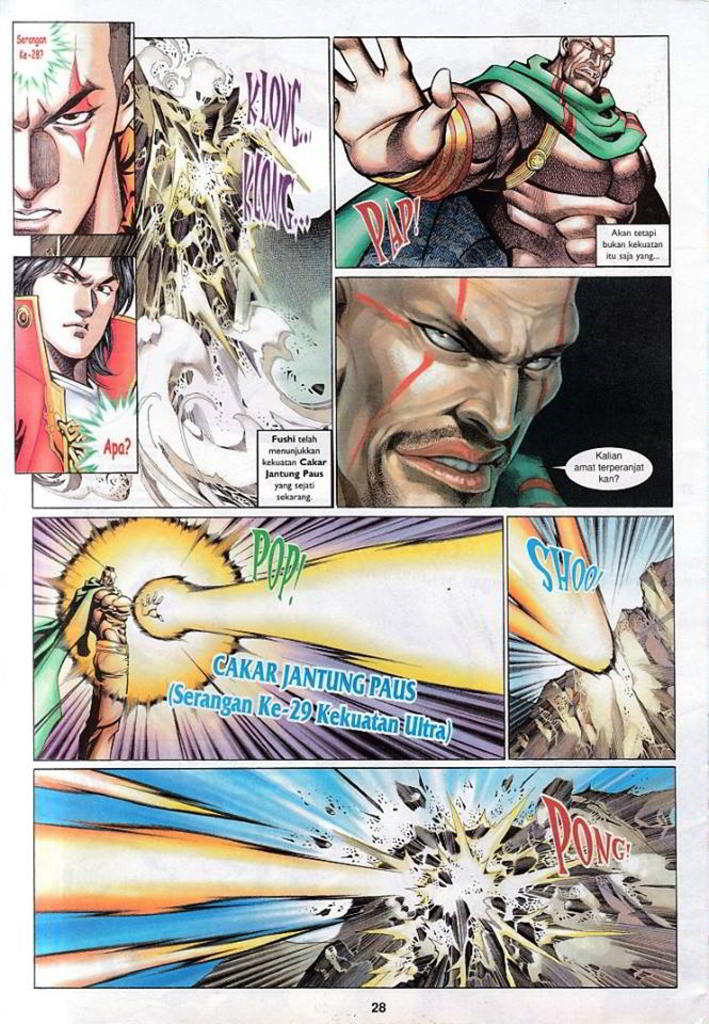 Serangan
Ke-28?
KLONG...
KLONG...
Apa?
Fushi telah
menunjukkan
kekuatan Cakar
Jantung Paus
yang sejati
sekarang.
PAP!
Akan tetapi
bukan kekuatan
itu saja yang...
Kalian
amat terperanjat
kan?
POP!
CAKAR JANTUNG PAUS
(Serangan Ke-29 Kekuatan Ultra)
SHOO!
PONG!
28